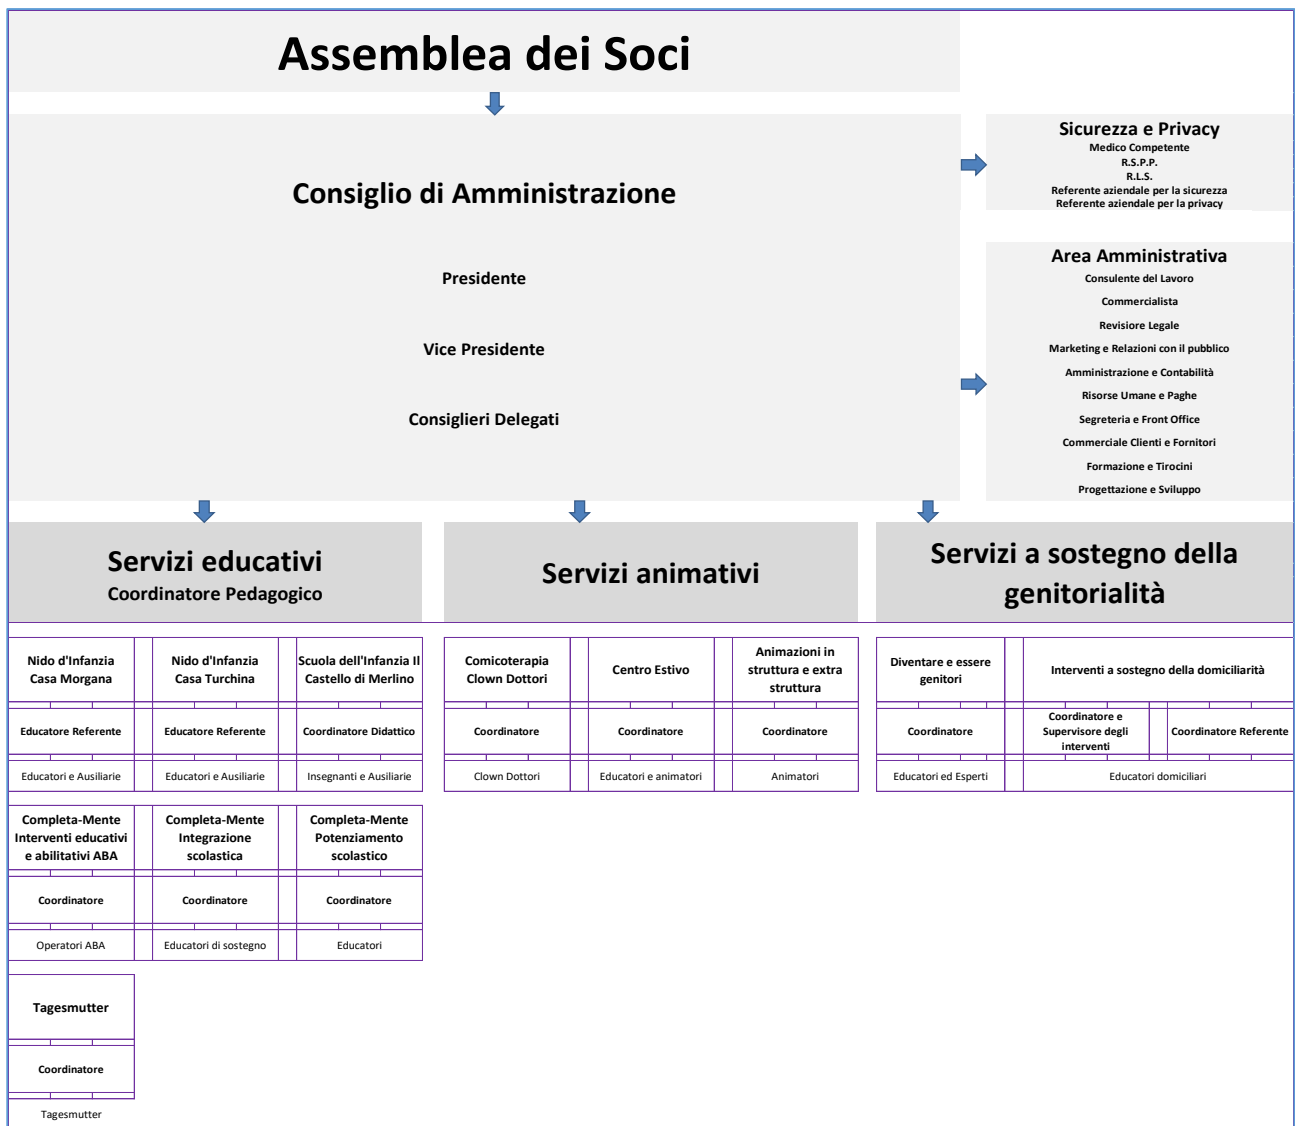 Assemblea dei Soci
Consiglio di Amministrazione
Presidente
Vice Presidente
Consiglieri Delegati
Sicurezza e Privacy
Medico Competente
R.S.P.P.
R.L.S.
Referente aziendale per la sicurezza
Referente aziendale per la privacy
Area Amministrativa
Consulente del Lavoro
Commercialista
Revisiore Legale
Marketing e Relazioni con il pubblico
Amministrazione e Contabilità
Risorse Umane e Paghe
Segreteria e Front Office
Commerciale Clienti e Fornitori
Formazione e Tirocini
Progettazione e Sviluppo
Servizi educativi
Coordinatore Pedagogico
Servizi animativi
Servizi a sostegno della
genitorialità
Nido d'Infanzia
Casa Morgana
Nido d'Infanzia
Casa Turchina
Scuola dell'Infanzia Il
Castello di Merlino
Comicoterapia
Clown Dottori
Centro Estivo
Animazioni in
struttura e extra
struttura
Diventare e essere
genitori
Interventi a sostegno della domiciliarità
Educatore Referente
Educatore Referente
Coordinatore Didattico
Coordinatore
Coordinatore
Coordinatore
Coordinatore
Coordinatore e
Supervisore degli
interventi
Coordinatore Referente
Educatori e Ausiliarie
Educatori e Ausiliarie
Insegnanti e Ausiliarie
Clown Dottori
Educatori e animatori
Animatori
Educatori ed Esperti
Educatori domiciliari
Completa-Mente
Interventi educativi
e abilitativi ABA
Completa-Mente
Integrazione
scolastica
Completa-Mente
Potenziamento
scolastico
Coordinatore
Coordinatore
Coordinatore
Operatori ABA
Educatori di sostegno
Educatori
Tagesmutter
Coordinatore
Tagesmutter